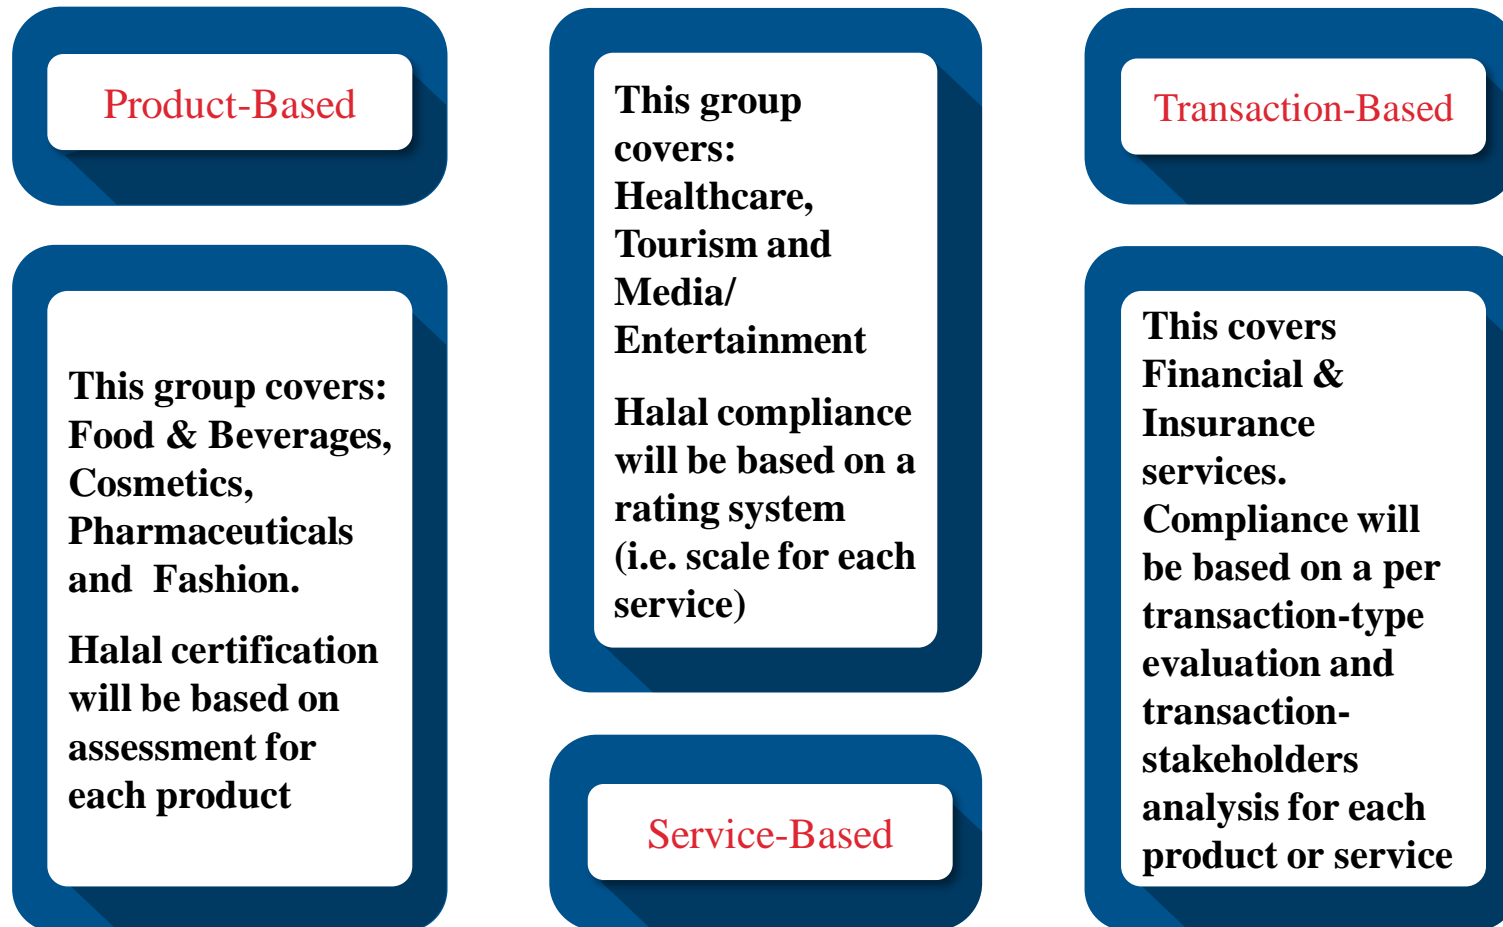 Product-Based
This group covers:
Food & Beverages,
Cosmetics,
Pharmaceuticals
and  Fashion.
Halal certification
will be based on
assessment for
each product
This group
covers:
Healthcare,
Tourism and
Media/
Entertainment
Halal compliance
will be based on a
rating system
(i.e. scale for each
service)
Service-Based
Transaction-Based
This covers
Financial &
Insurance
services.
Compliance will
be based on a per
transaction-type
evaluation and
transaction-
stakeholders
analysis for each
product or service